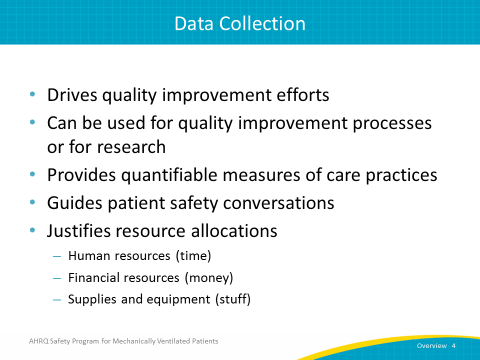 Data Collection
• Drives quality improvement efforts
• Can be used for quality improvement processes
or for research
• Provides quantifiable measures of care practices
• Guides patient safety conversations
• Justifies resource allocations
– Human resources (time)
– Financial resources (money)
– Supplies and equipment (stuff)
AHRQ Safety Program for Mechanically Ventilated Patients
Overview 4